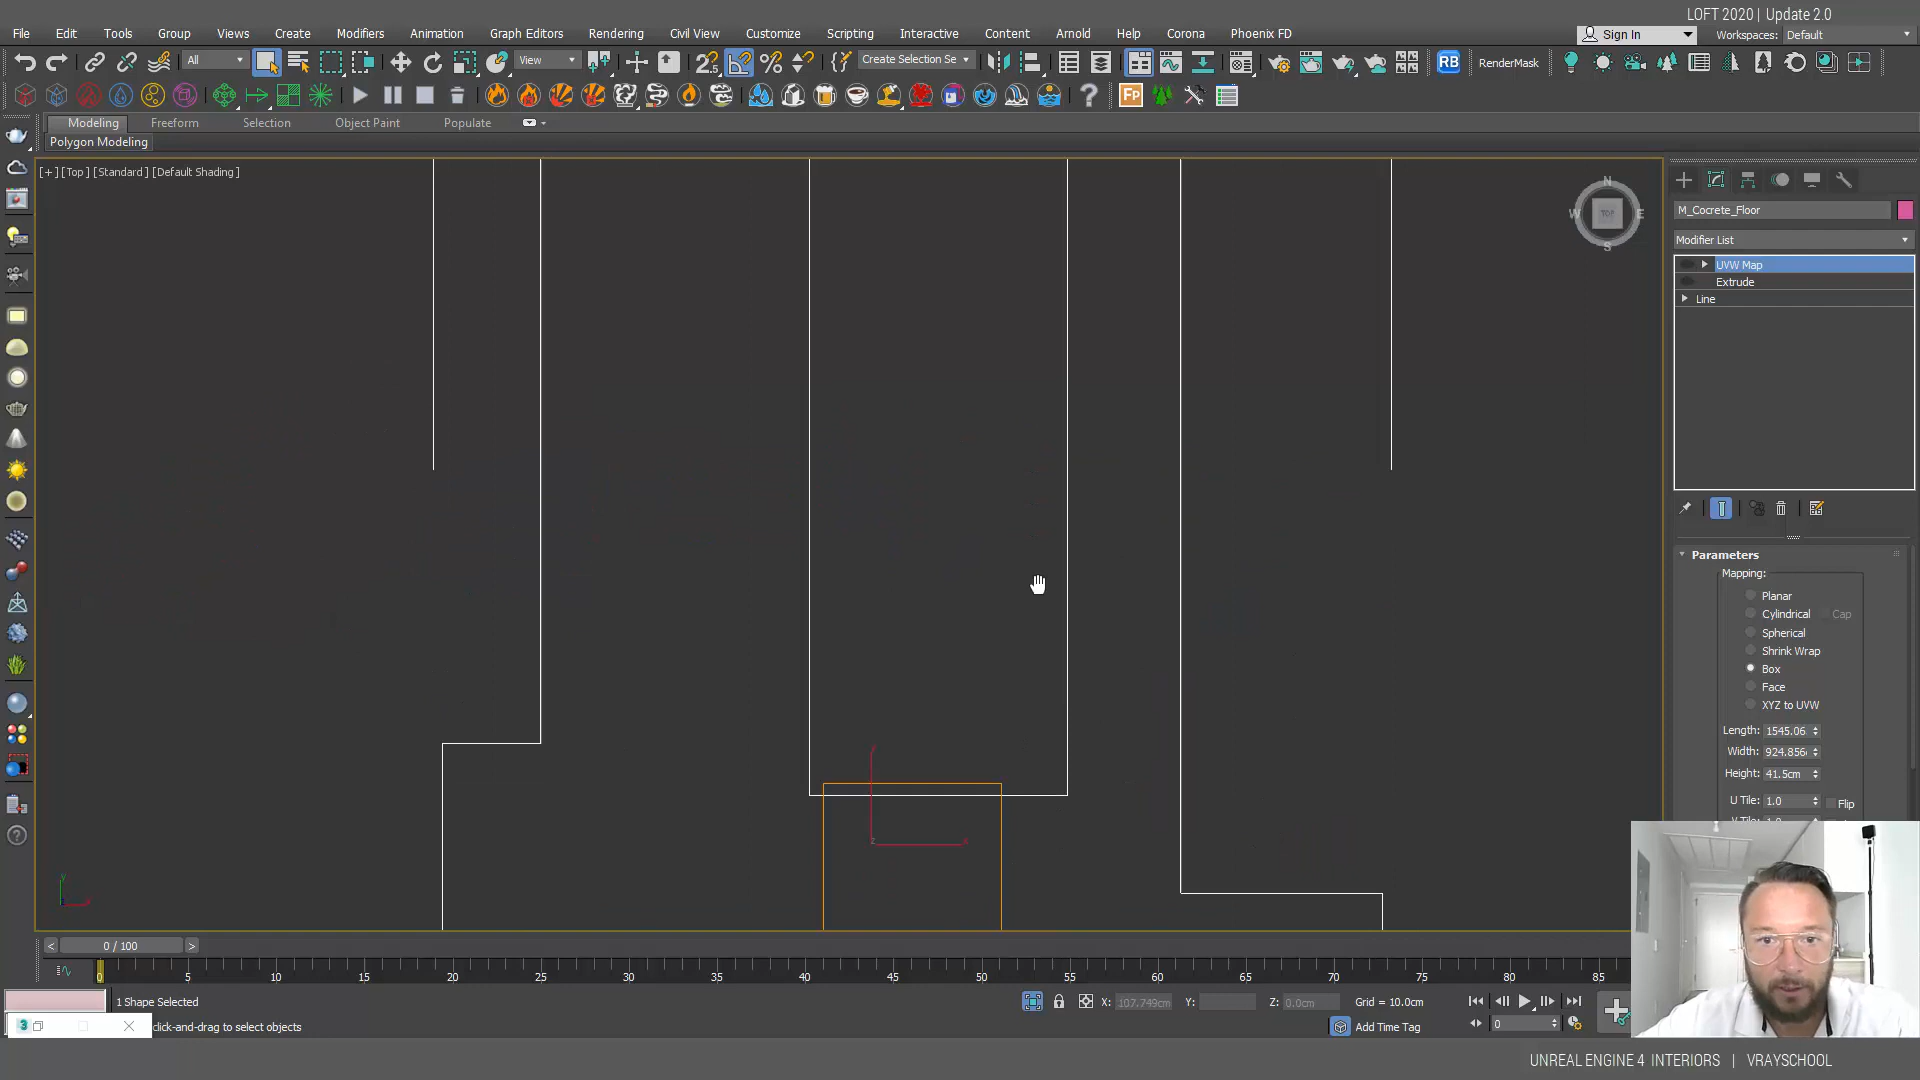 LOFT 2020 | Update 2.0
File Edit Tools Group Views Create Modifiers Animation Graph Editors Rendering Civil View Customize Scripting Interactive Content Arnold Help Corona Phoenix FD
Sign In Workspaces: Default
All View Create Selection Se RB RenderMask
Fp
Modeling Freeform Selection Object Paint Populate
Polygon Modeling
[+] [Top] [Standard] [Default Shading]
N
W TOP E
S
M_Cocrete_Floor
Modifier List
UVW Map
Extrude
Line
Parameters
Mapping:
Planar
Cylindrical Cap
Spherical
Shrink Wrap
Box
Face
XYZ to UVW
Length: 1545.06
Width: 924.856
Height: 41.5cm
U Tile: 1.0 Flip
y
z x
y
x
< 0 / 100 >
0 5 10 15 20 25 30 35 40 45 50 55 60 65 70 75 80 85
1 Shape Selected
X: 107.749cm Y: Z: 0.0cm Grid = 10.0cm
3
click-and-drag to select objects
Add Time Tag
0
UNREAL ENGINE 4 INTERIORS | VRAYSCHOOL